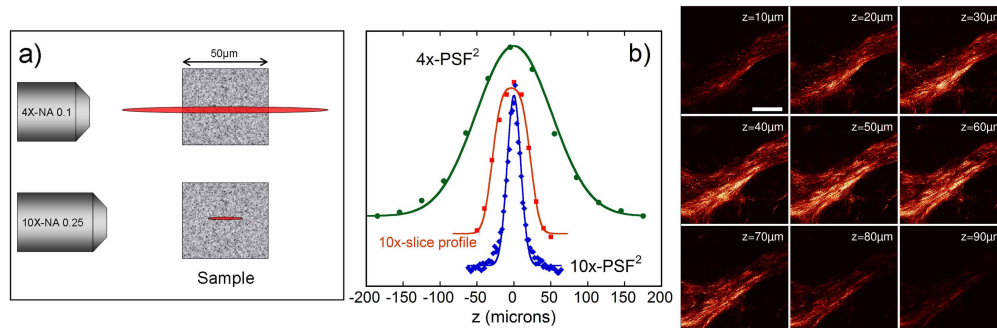 a)
50μm
4X-NA 0.1
10X-NA 0.25
Sample
b)
4x-PSF²
10x-slice profile
10x-PSF²
-200 -150 -100 -50 0 50 100 150 200
z (microns)
z=10μm
z=20μm
z=30μm
z=40μm
z=50μm
z=60μm
z=70μm
z=80μm
z=90μm